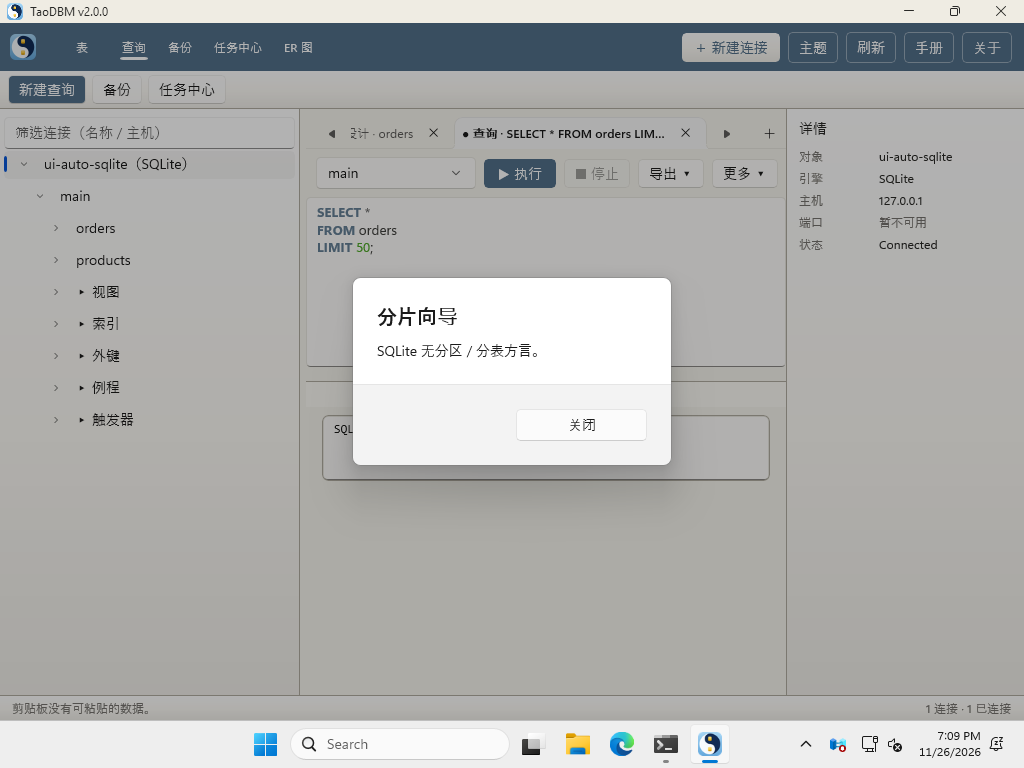 TaoDBM v2.0.0
表
查询
备份
任务中心
ER 图
+ 新建连接
主题
刷新
手册
关于
新建查询
备份
任务中心
筛选连接（名称 / 主机）
ui-auto-sqlite（SQLite）
main
orders
products
视图
索引
外键
例程
触发器
设计 · orders
● 查询 · SELECT * FROM orders LIM...
main
执行
停止
导出
更多
SELECT *
FROM orders
LIMIT 50;
SQL
分片向导
SQLite 无分区 / 分表方言。
关闭
详情
对象 ui-auto-sqlite
引擎 SQLite
主机 127.0.0.1
端口 暂不可用
状态 Connected
剪贴板没有可粘贴的数据。
1 连接 · 1 已连接
Search
7:09 PM
11/26/2026